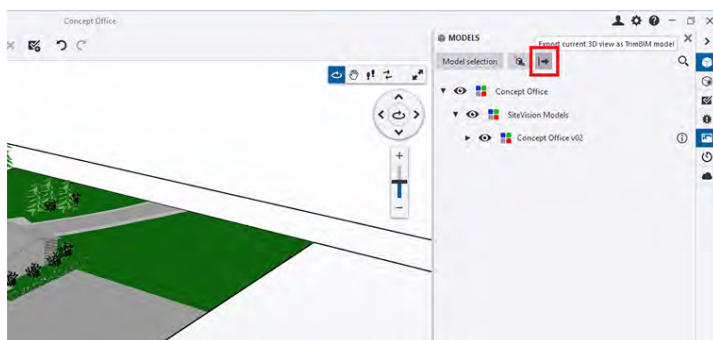 Concept Office
MODELS
Export current 3D view as TrimBIM model
Model selection
Concept Office
SiteVision Models
Concept Office v02